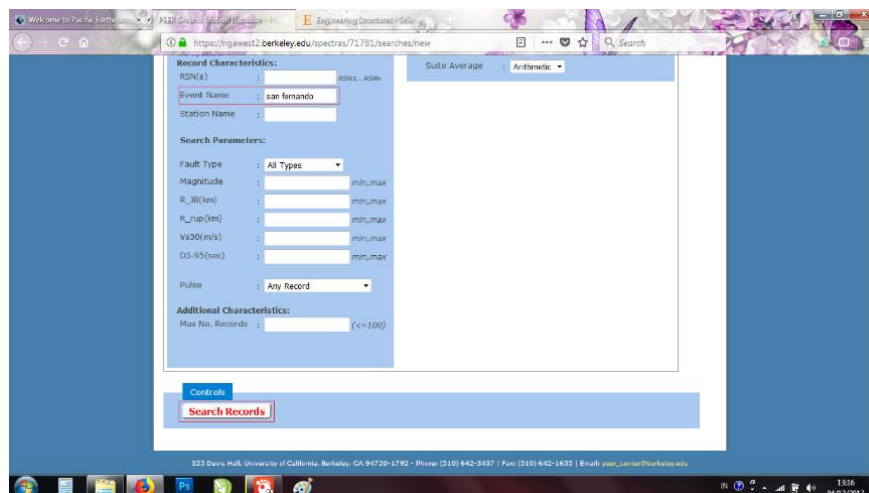 Welcome to Pacific Earthqua
PEER Ground Motion Database -
Engineering Structures -
https://ngawest2.berkeley.edu/spectras/71781/searches/new
Search
Record Characteristics:
RSN(s) : RSN1,..RSNn
Event Name : san fernando
Station Name :
Search Parameters:
Fault Type : All Types
Magnitude : min,max
R_JB(km) : min,max
R_rup(km) : min,max
Vs30(m/s) : min,max
D5-95(sec) : min,max
Pulse : Any Record
Additional Characteristics:
Max No. Records : (<=100)
Suite Average : Arithmetic
Controls
Search Records
325 Davis Hall, University of California, Berkeley, CA 94720-1792 - Phone: (510) 642-3437 | Fax: (510) 642-1655 | Email: peer_center@berkeley.edu
Ps
IN
13:16